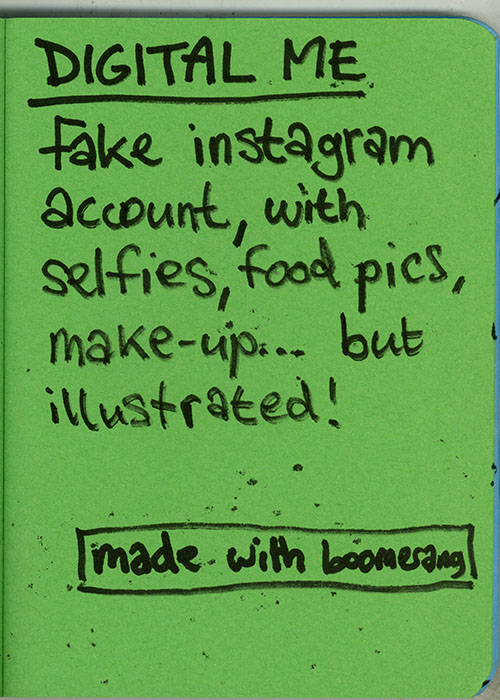 DIGITAL ME
fake instagram
account, with
selfies, food pics,
make-up... but
illustrated!
made with boomerang